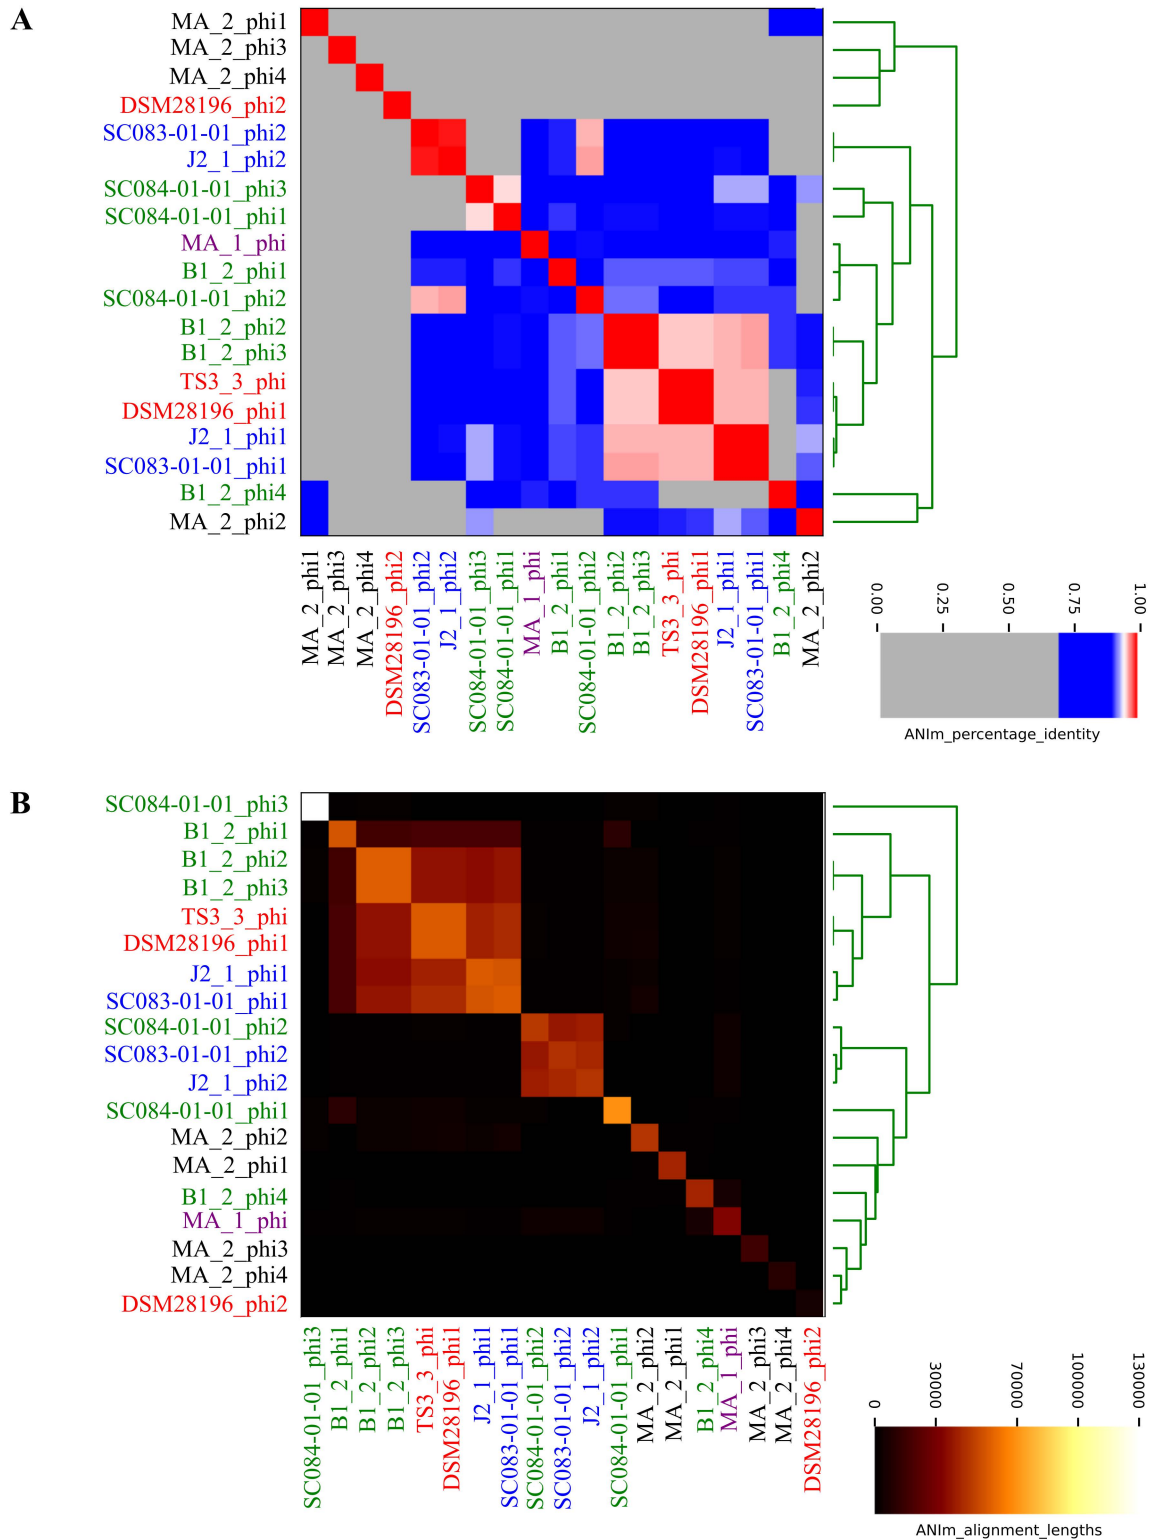 A
MA_2_phi1
MA_2_phi3
MA_2_phi4
DSM28196_phi2
SC083-01-01_phi2
J2_1_phi2
SC084-01-01_phi3
SC084-01-01_phi1
MA_1_phi
B1_2_phi1
SC084-01-01_phi2
B1_2_phi2
B1_2_phi3
TS3_3_phi
DSM28196_phi1
J2_1_phi1
SC083-01-01_phi1
B1_2_phi4
MA_2_phi2
MA_2_phi1
MA_2_phi3
MA_2_phi4
DSM28196_phi2
SC083-01-01_phi2
J2_1_phi2
SC084-01-01_phi3
SC084-01-01_phi1
MA_1_phi
B1_2_phi1
SC084-01-01_phi2
B1_2_phi2
B1_2_phi3
TS3_3_phi
DSM28196_phi1
J2_1_phi1
SC083-01-01_phi1
B1_2_phi4
MA_2_phi2
0.00
0.25
0.50
0.75
1.00
ANIm_percentage_identity
B
SC084-01-01_phi3
B1_2_phi1
B1_2_phi2
B1_2_phi3
TS3_3_phi
DSM28196_phi1
J2_1_phi1
SC083-01-01_phi1
SC084-01-01_phi2
SC083-01-01_phi2
J2_1_phi2
SC084-01-01_phi1
MA_2_phi2
MA_2_phi1
B1_2_phi4
MA_1_phi
MA_2_phi3
MA_2_phi4
DSM28196_phi2
SC084-01-01_phi3
B1_2_phi1
B1_2_phi2
B1_2_phi3
TS3_3_phi
DSM28196_phi1
J2_1_phi1
SC083-01-01_phi1
SC084-01-01_phi2
SC083-01-01_phi2
J2_1_phi2
SC084-01-01_phi1
MA_2_phi2
MA_2_phi1
B1_2_phi4
MA_1_phi
MA_2_phi3
MA_2_phi4
DSM28196_phi2
0
30000
70000
100000
130000
ANIm_alignment_lengths